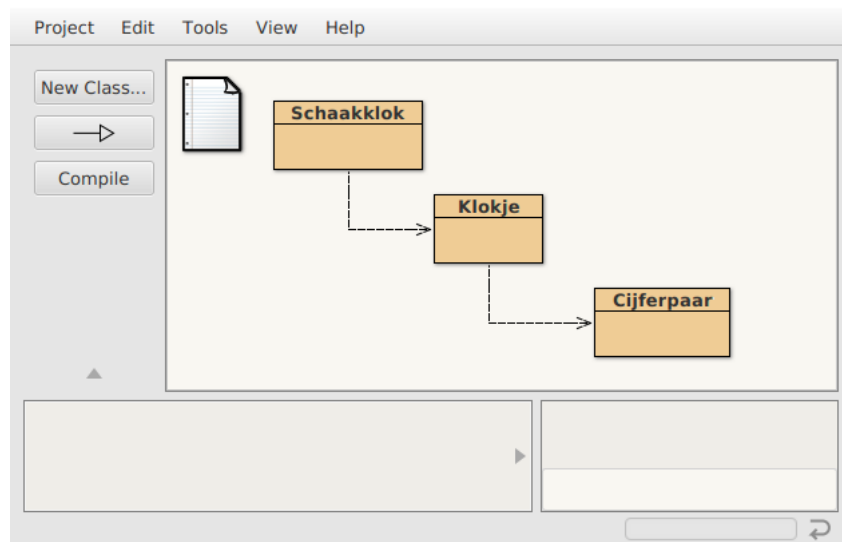 Project Edit Tools View Help
New Class...
Compile
Schaakklok
Klokje
Cijferpaar